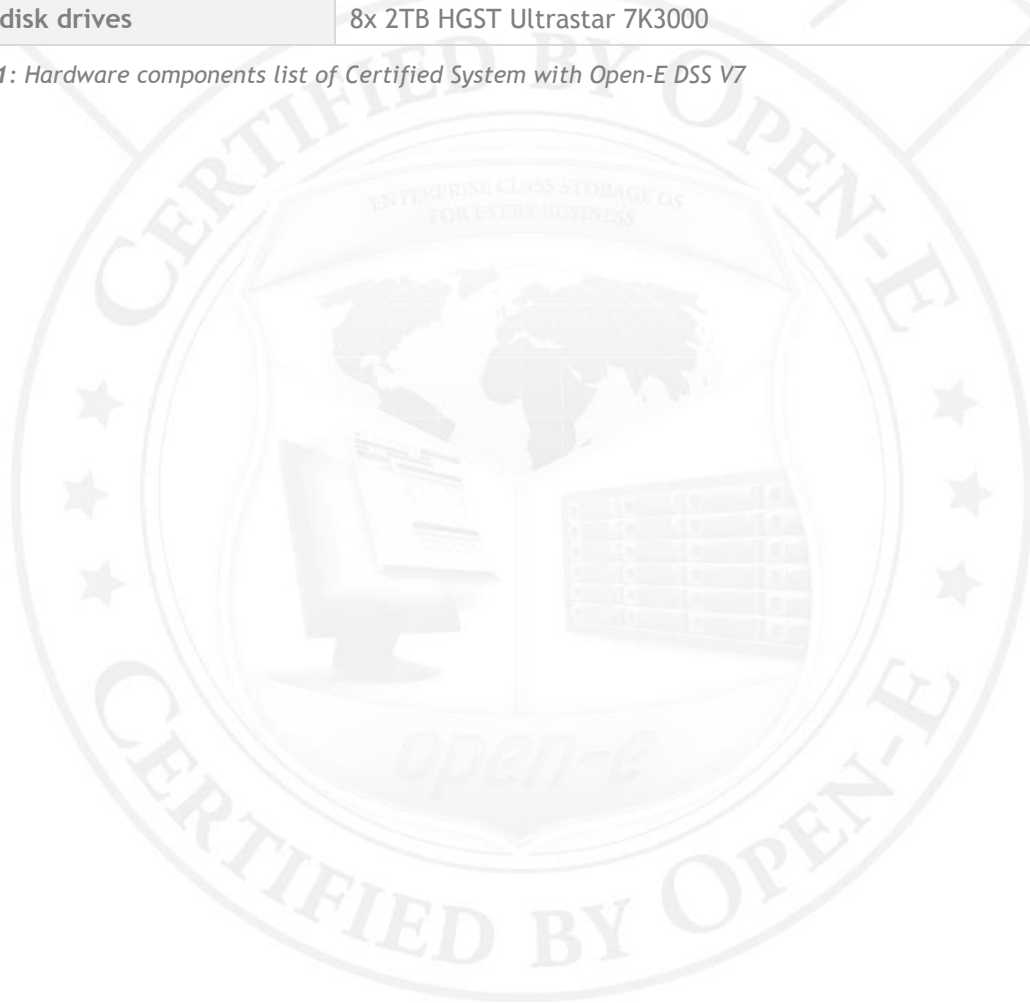 disk drives 8x 2TB HGST Ultrastar 7K3000
1: Hardware components list of Certified System with Open-E DSS V7
CERTIFIED BY OPEN-E
ENTERPRISE CLASS STORAGE OS
FOR EVERY BUSINESS
open-e
CERTIFIED BY OPEN-E